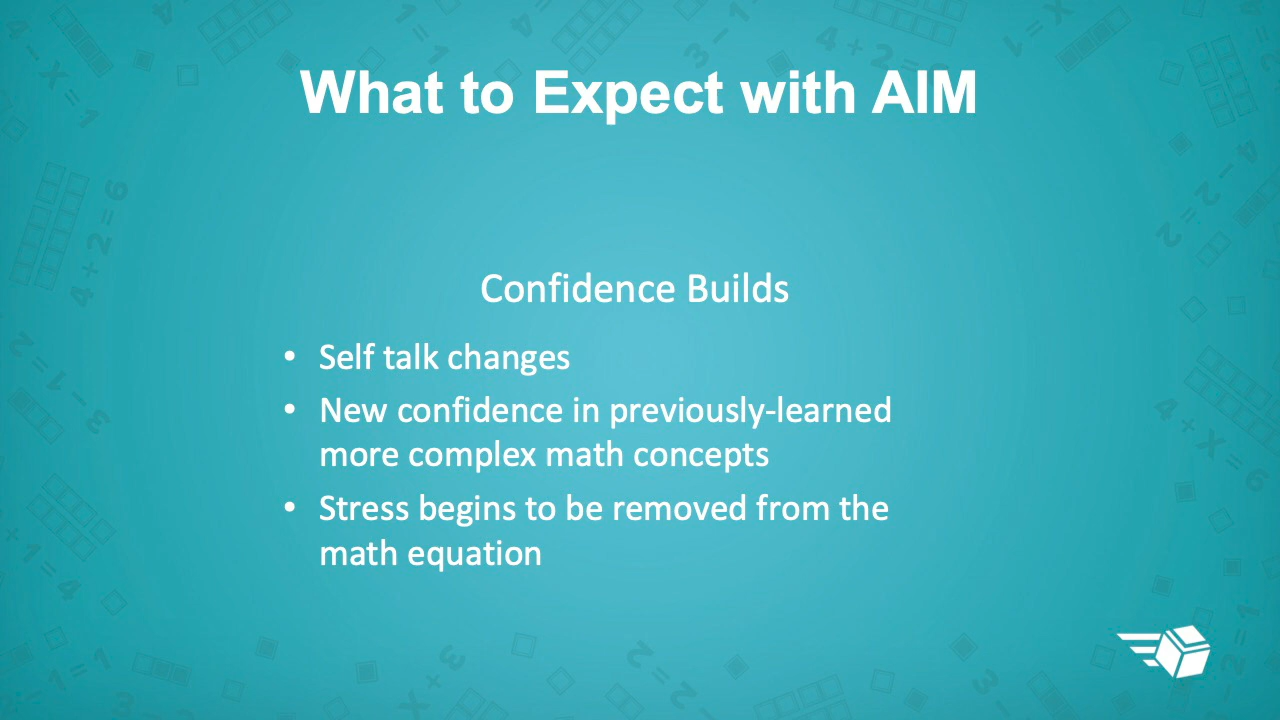 What to Expect with AIM
Confidence Builds
• Self talk changes
• New confidence in previously-learned
more complex math concepts
• Stress begins to be removed from the
math equation